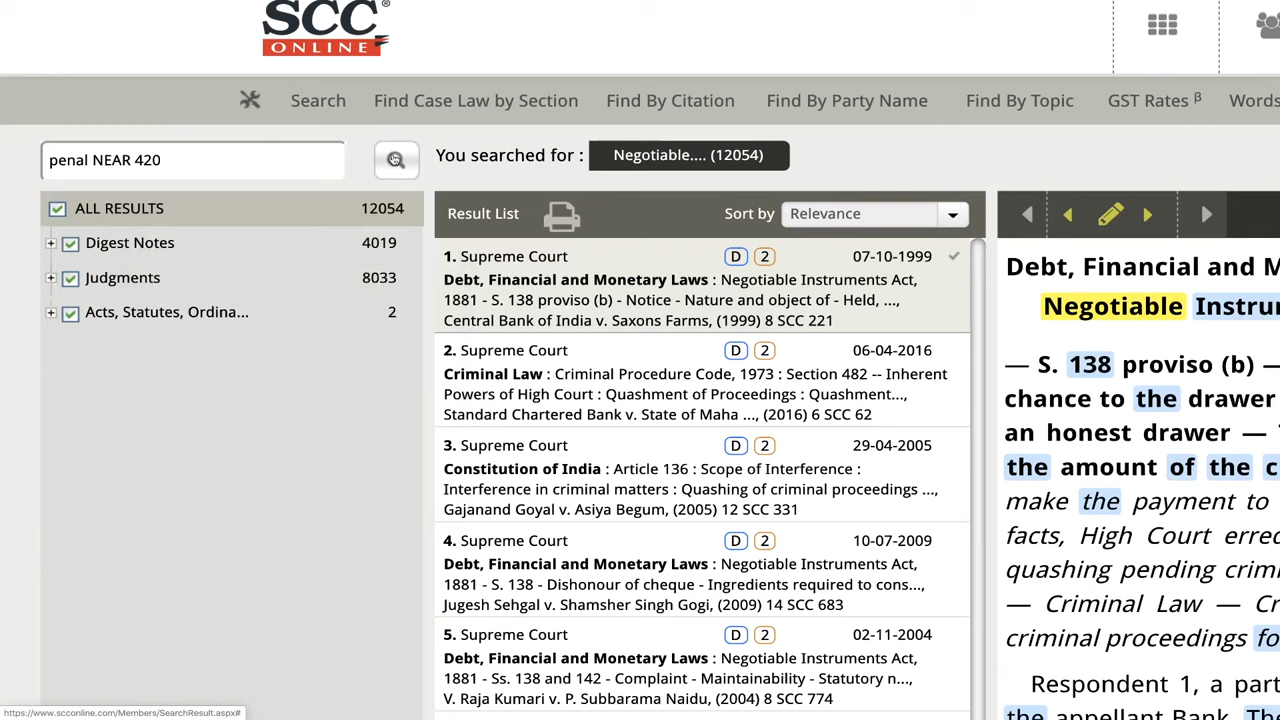 SCC®
ONLINE
Search Find Case Law by Section Find By Citation Find By Party Name Find By Topic GST Rates β Words
penal NEAR 420
You searched for : Negotiable.... (12054)
ALL RESULTS 12054
Digest Notes 4019
Judgments 8033
Acts, Statutes, Ordina... 2
Result List Sort by Relevance
1. Supreme Court D 2 07-10-1999
Debt, Financial and Monetary Laws : Negotiable Instruments Act,
1881 - S. 138 proviso (b) - Notice - Nature and object of - Held, ...,
Central Bank of India v. Saxons Farms, (1999) 8 SCC 221
2. Supreme Court D 2 06-04-2016
Criminal Law : Criminal Procedure Code, 1973 : Section 482 -- Inherent
Powers of High Court : Quashment of Proceedings : Quashment...,
Standard Chartered Bank v. State of Maha ..., (2016) 6 SCC 62
3. Supreme Court D 2 29-04-2005
Constitution of India : Article 136 : Scope of Interference :
Interference in criminal matters : Quashing of criminal proceedings ...,
Gajanand Goyal v. Asiya Begum, (2005) 12 SCC 331
4. Supreme Court D 2 10-07-2009
Debt, Financial and Monetary Laws : Negotiable Instruments Act,
1881 - S. 138 - Dishonour of cheque - Ingredients required to cons...,
Jugesh Sehgal v. Shamsher Singh Gogi, (2009) 14 SCC 683
5. Supreme Court D 2 02-11-2004
Debt, Financial and Monetary Laws : Negotiable Instruments Act,
1881 - Ss. 138 and 142 - Complaint - Maintainability - Statutory n...,
V. Raja Kumari v. P. Subbarama Naidu, (2004) 8 SCC 774
Debt, Financial and M
Negotiable Instru
— S. 138 proviso (b) —
chance to the drawer
an honest drawer —
the amount of the c
make the payment to
facts, High Court erre
quashing pending crim
— Criminal Law — Cr
criminal proceedings fo
Respondent 1, a part
the appellant Bank. The
https://www.scconline.com/Members/SearchResult.aspx#